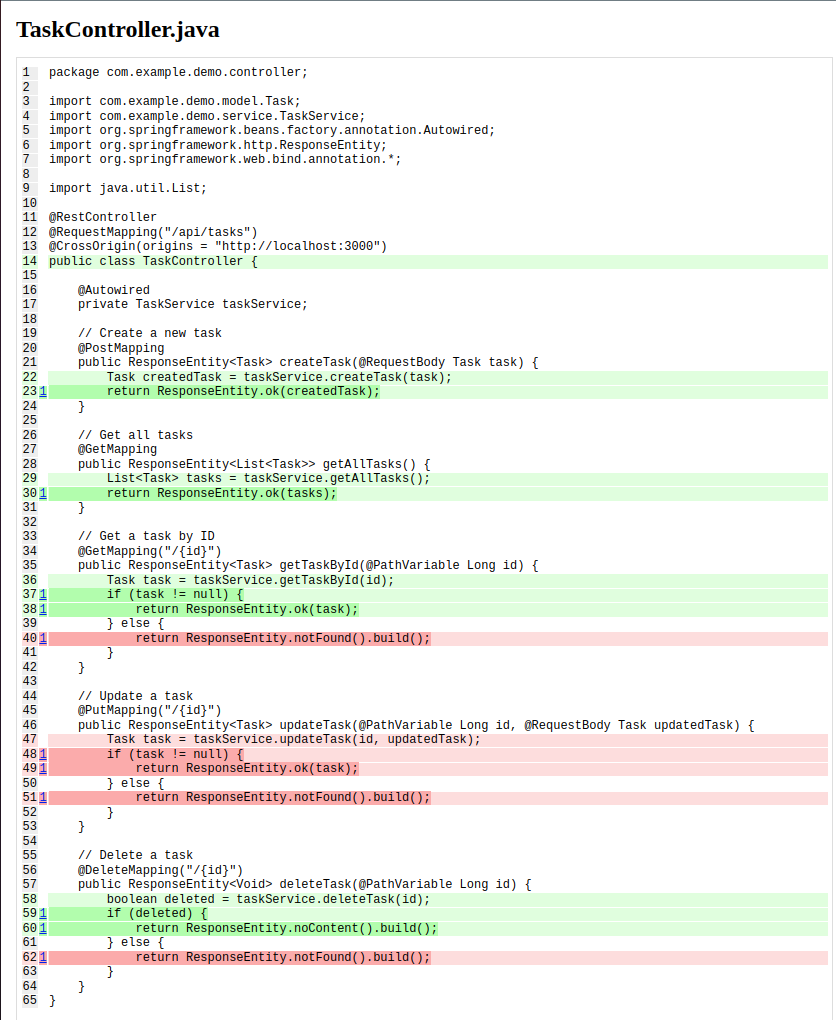 TaskController.java
1 package com.example.demo.controller;
2
3 import com.example.demo.model.Task;
4 import com.example.demo.service.TaskService;
5 import org.springframework.beans.factory.annotation.Autowired;
6 import org.springframework.http.ResponseEntity;
7 import org.springframework.web.bind.annotation.*;
8
9 import java.util.List;
10
11 @RestController
12 @RequestMapping("/api/tasks")
13 @CrossOrigin(origins = "http://localhost:3000")
14 public class TaskController {
15
16     @Autowired
17     private TaskService taskService;
18
19     // Create a new task
20     @PostMapping
21     public ResponseEntity<Task> createTask(@RequestBody Task task) {
22         Task createdTask = taskService.createTask(task);
23 1         return ResponseEntity.ok(createdTask);
24     }
25
26     // Get all tasks
27     @GetMapping
28     public ResponseEntity<List<Task>> getAllTasks() {
29         List<Task> tasks = taskService.getAllTasks();
30 1         return ResponseEntity.ok(tasks);
31     }
32
33     // Get a task by ID
34     @GetMapping("/{id}")
35     public ResponseEntity<Task> getTaskById(@PathVariable Long id) {
36         Task task = taskService.getTaskById(id);
37 1         if (task != null) {
38 1             return ResponseEntity.ok(task);
39         } else {
40 1             return ResponseEntity.notFound().build();
41         }
42     }
43
44     // Update a task
45     @PutMapping("/{id}")
46     public ResponseEntity<Task> updateTask(@PathVariable Long id, @RequestBody Task updatedTask) {
47         Task task = taskService.updateTask(id, updatedTask);
48 1         if (task != null) {
49 1             return ResponseEntity.ok(task);
50         } else {
51 1             return ResponseEntity.notFound().build();
52         }
53     }
54
55     // Delete a task
56     @DeleteMapping("/{id}")
57     public ResponseEntity<Void> deleteTask(@PathVariable Long id) {
58         boolean deleted = taskService.deleteTask(id);
59 1         if (deleted) {
60 1             return ResponseEntity.noContent().build();
61         } else {
62 1             return ResponseEntity.notFound().build();
63         }
64     }
65 }